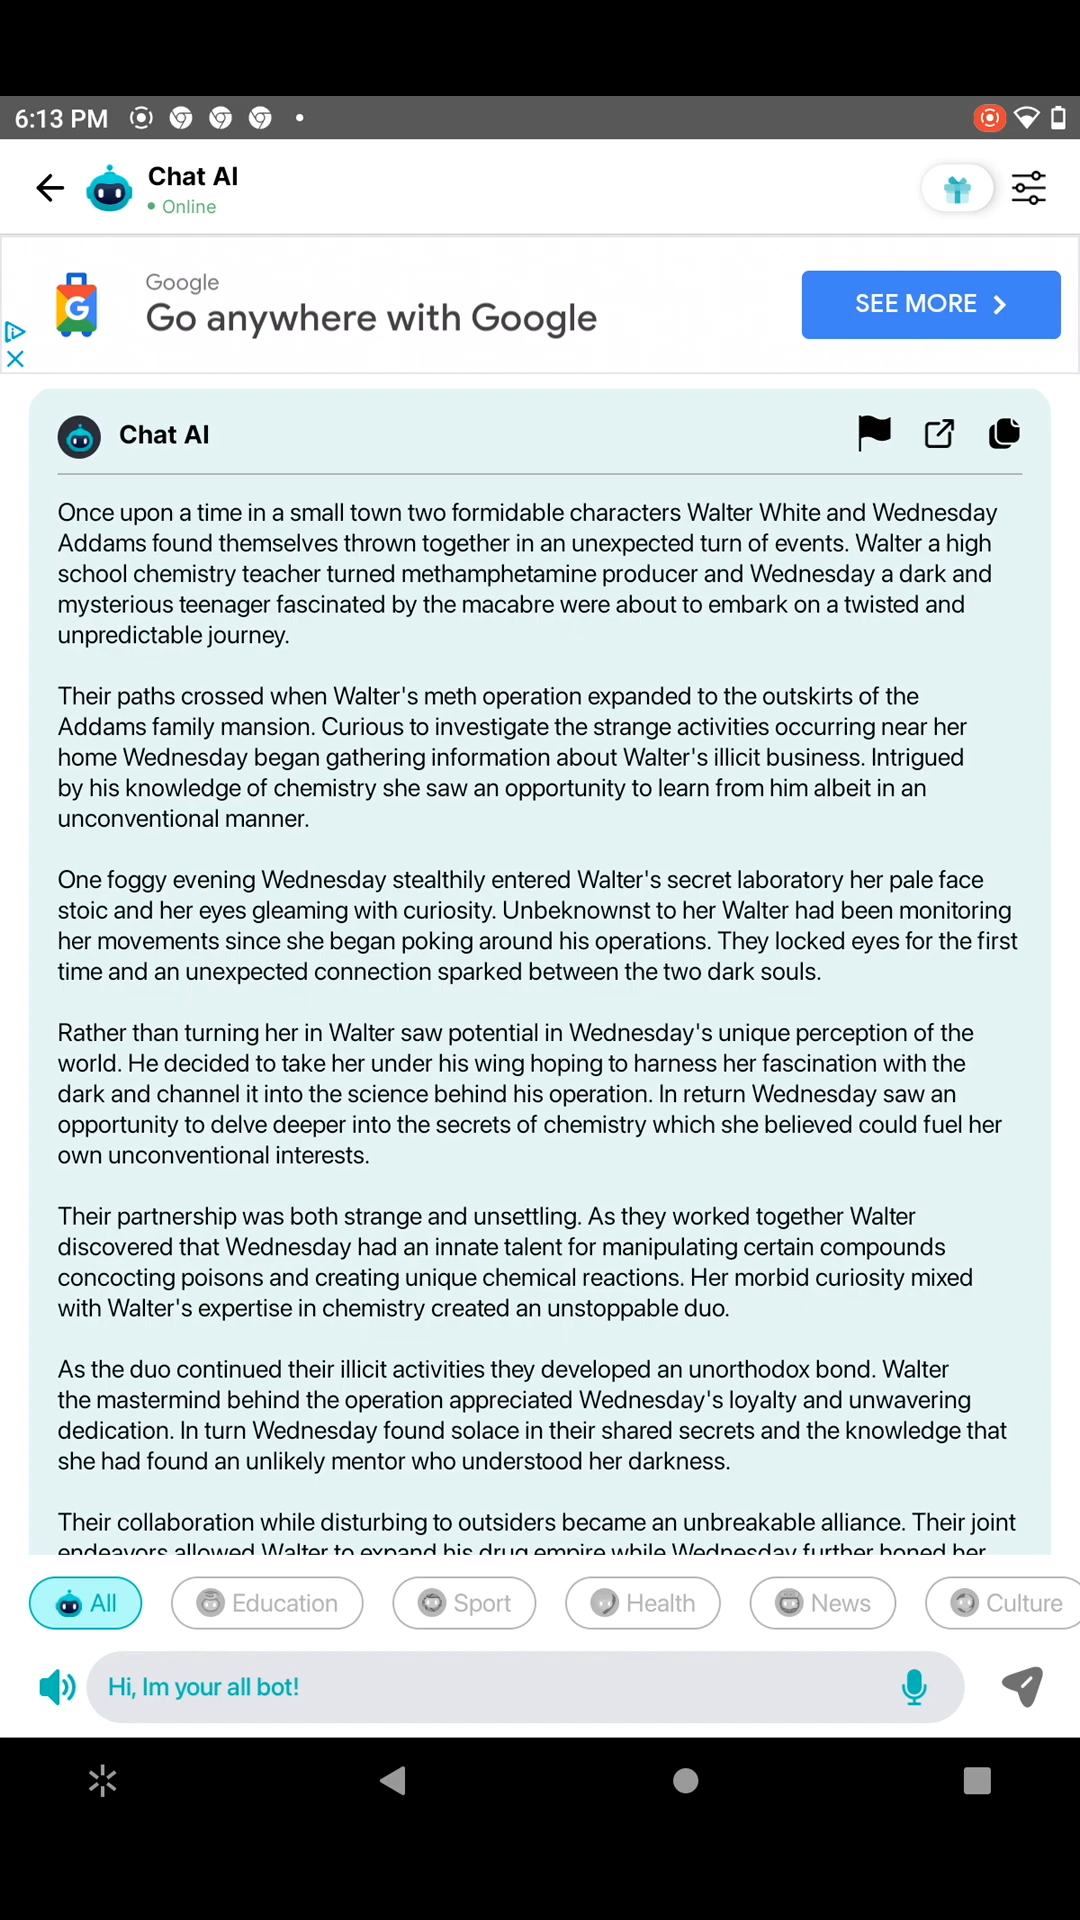 6:13 PM
Chat AI
• Online
Google
Go anywhere with Google
SEE MORE
G
Chat AI
Once upon a time in a small town two formidable characters Walter White and Wednesday
Addams found themselves thrown together in an unexpected turn of events. Walter a high
school chemistry teacher turned methamphetamine producer and Wednesday a dark and
mysterious teenager fascinated by the macabre were about to embark on a twisted and
unpredictable journey.
Their paths crossed when Walter's meth operation expanded to the outskirts of the
Addams family mansion. Curious to investigate the strange activities occurring near her
home Wednesday began gathering information about Walter's illicit business. Intrigued
by his knowledge of chemistry she saw an opportunity to learn from him albeit in an
unconventional manner.
One foggy evening Wednesday stealthily entered Walter's secret laboratory her pale face
stoic and her eyes gleaming with curiosity. Unbeknownst to her Walter had been monitoring
her movements since she began poking around his operations. They locked eyes for the first
time and an unexpected connection sparked between the two dark souls.
Rather than turning her in Walter saw potential in Wednesday's unique perception of the
world. He decided to take her under his wing hoping to harness her fascination with the
dark and channel it into the science behind his operation. In return Wednesday saw an
opportunity to delve deeper into the secrets of chemistry which she believed could fuel her
own unconventional interests.
Their partnership was both strange and unsettling. As they worked together Walter
discovered that Wednesday had an innate talent for manipulating certain compounds
concocting poisons and creating unique chemical reactions. Her morbid curiosity mixed
with Walter's expertise in chemistry created an unstoppable duo.
As the duo continued their illicit activities they developed an unorthodox bond. Walter
the mastermind behind the operation appreciated Wednesday's loyalty and unwavering
dedication. In turn Wednesday found solace in their shared secrets and the knowledge that
she had found an unlikely mentor who understood her darkness.
Their collaboration while disturbing to outsiders became an unbreakable alliance. Their joint
endeavors allowed Walter to expand his drug empire while Wednesday further honed her
All
Education
Sport
Health
News
Culture
Hi, Im your all bot!